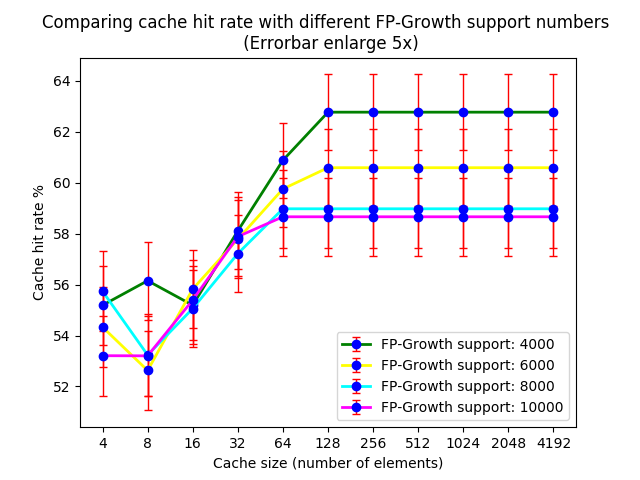 Comparing cache hit rate with different FP-Growth support numbers
(Errorbar enlarge 5x)
64
62
60
58
56
54
52
Cache hit rate %
FP-Growth support: 4000
FP-Growth support: 6000
FP-Growth support: 8000
FP-Growth support: 10000
4 8 16 32 64 128 256 512 1024 2048 4192
Cache size (number of elements)